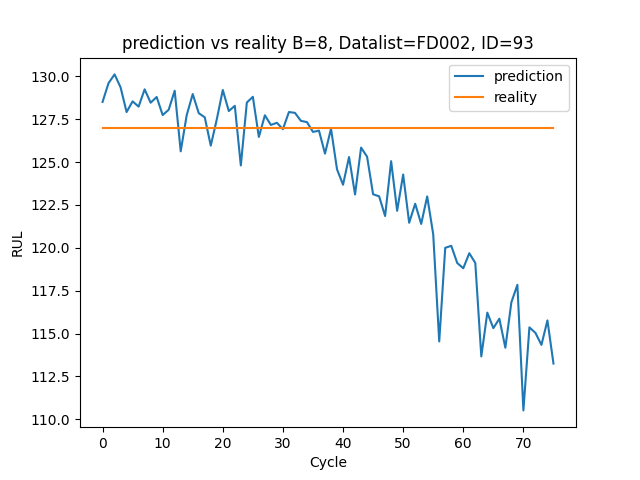 prediction vs reality B=8, Datalist=FD002, ID=93
prediction
reality
130.0
127.5
125.0
122.5
120.0
117.5
115.0
112.5
110.0
RUL
0 10 20 30 40 50 60 70
Cycle